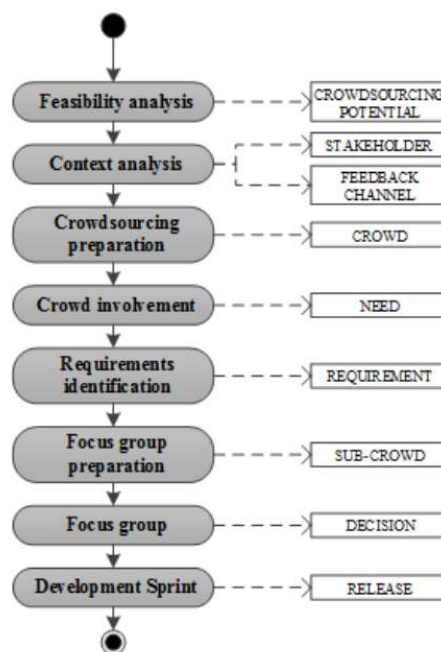 Feasibility analysis
CROWDSOURCING
POTENTIAL
Context analysis
STAKEHOLDER
FEEDBACK
CHANNEL
Crowdsourcing
preparation
CROWD
Crowd involvement
NEED
Requirements
identification
REQUIREMENT
Focus group
preparation
SUB-CROWD
Focus group
DECISION
Development Sprint
RELEASE